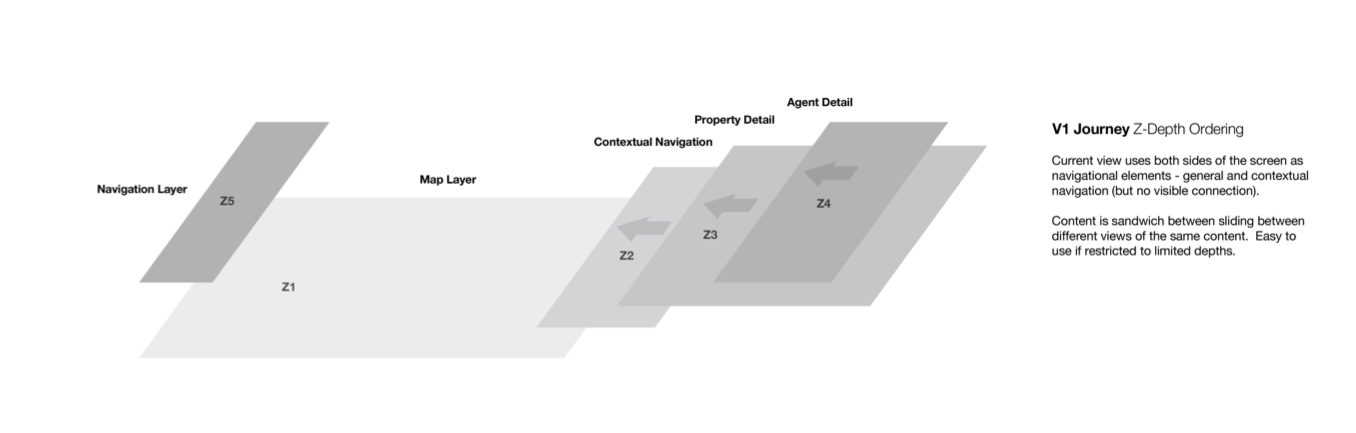 Agent Detail
Property Detail
Contextual Navigation
Map Layer
Navigation Layer
Z5
Z4
Z3
Z2
Z1
V1 Journey Z-Depth Ordering
Current view uses both sides of the screen as
navigational elements - general and contextual
navigation (but no visible connection).
Content is sandwich between sliding between
different views of the same content.  Easy to
use if restricted to limited depths.